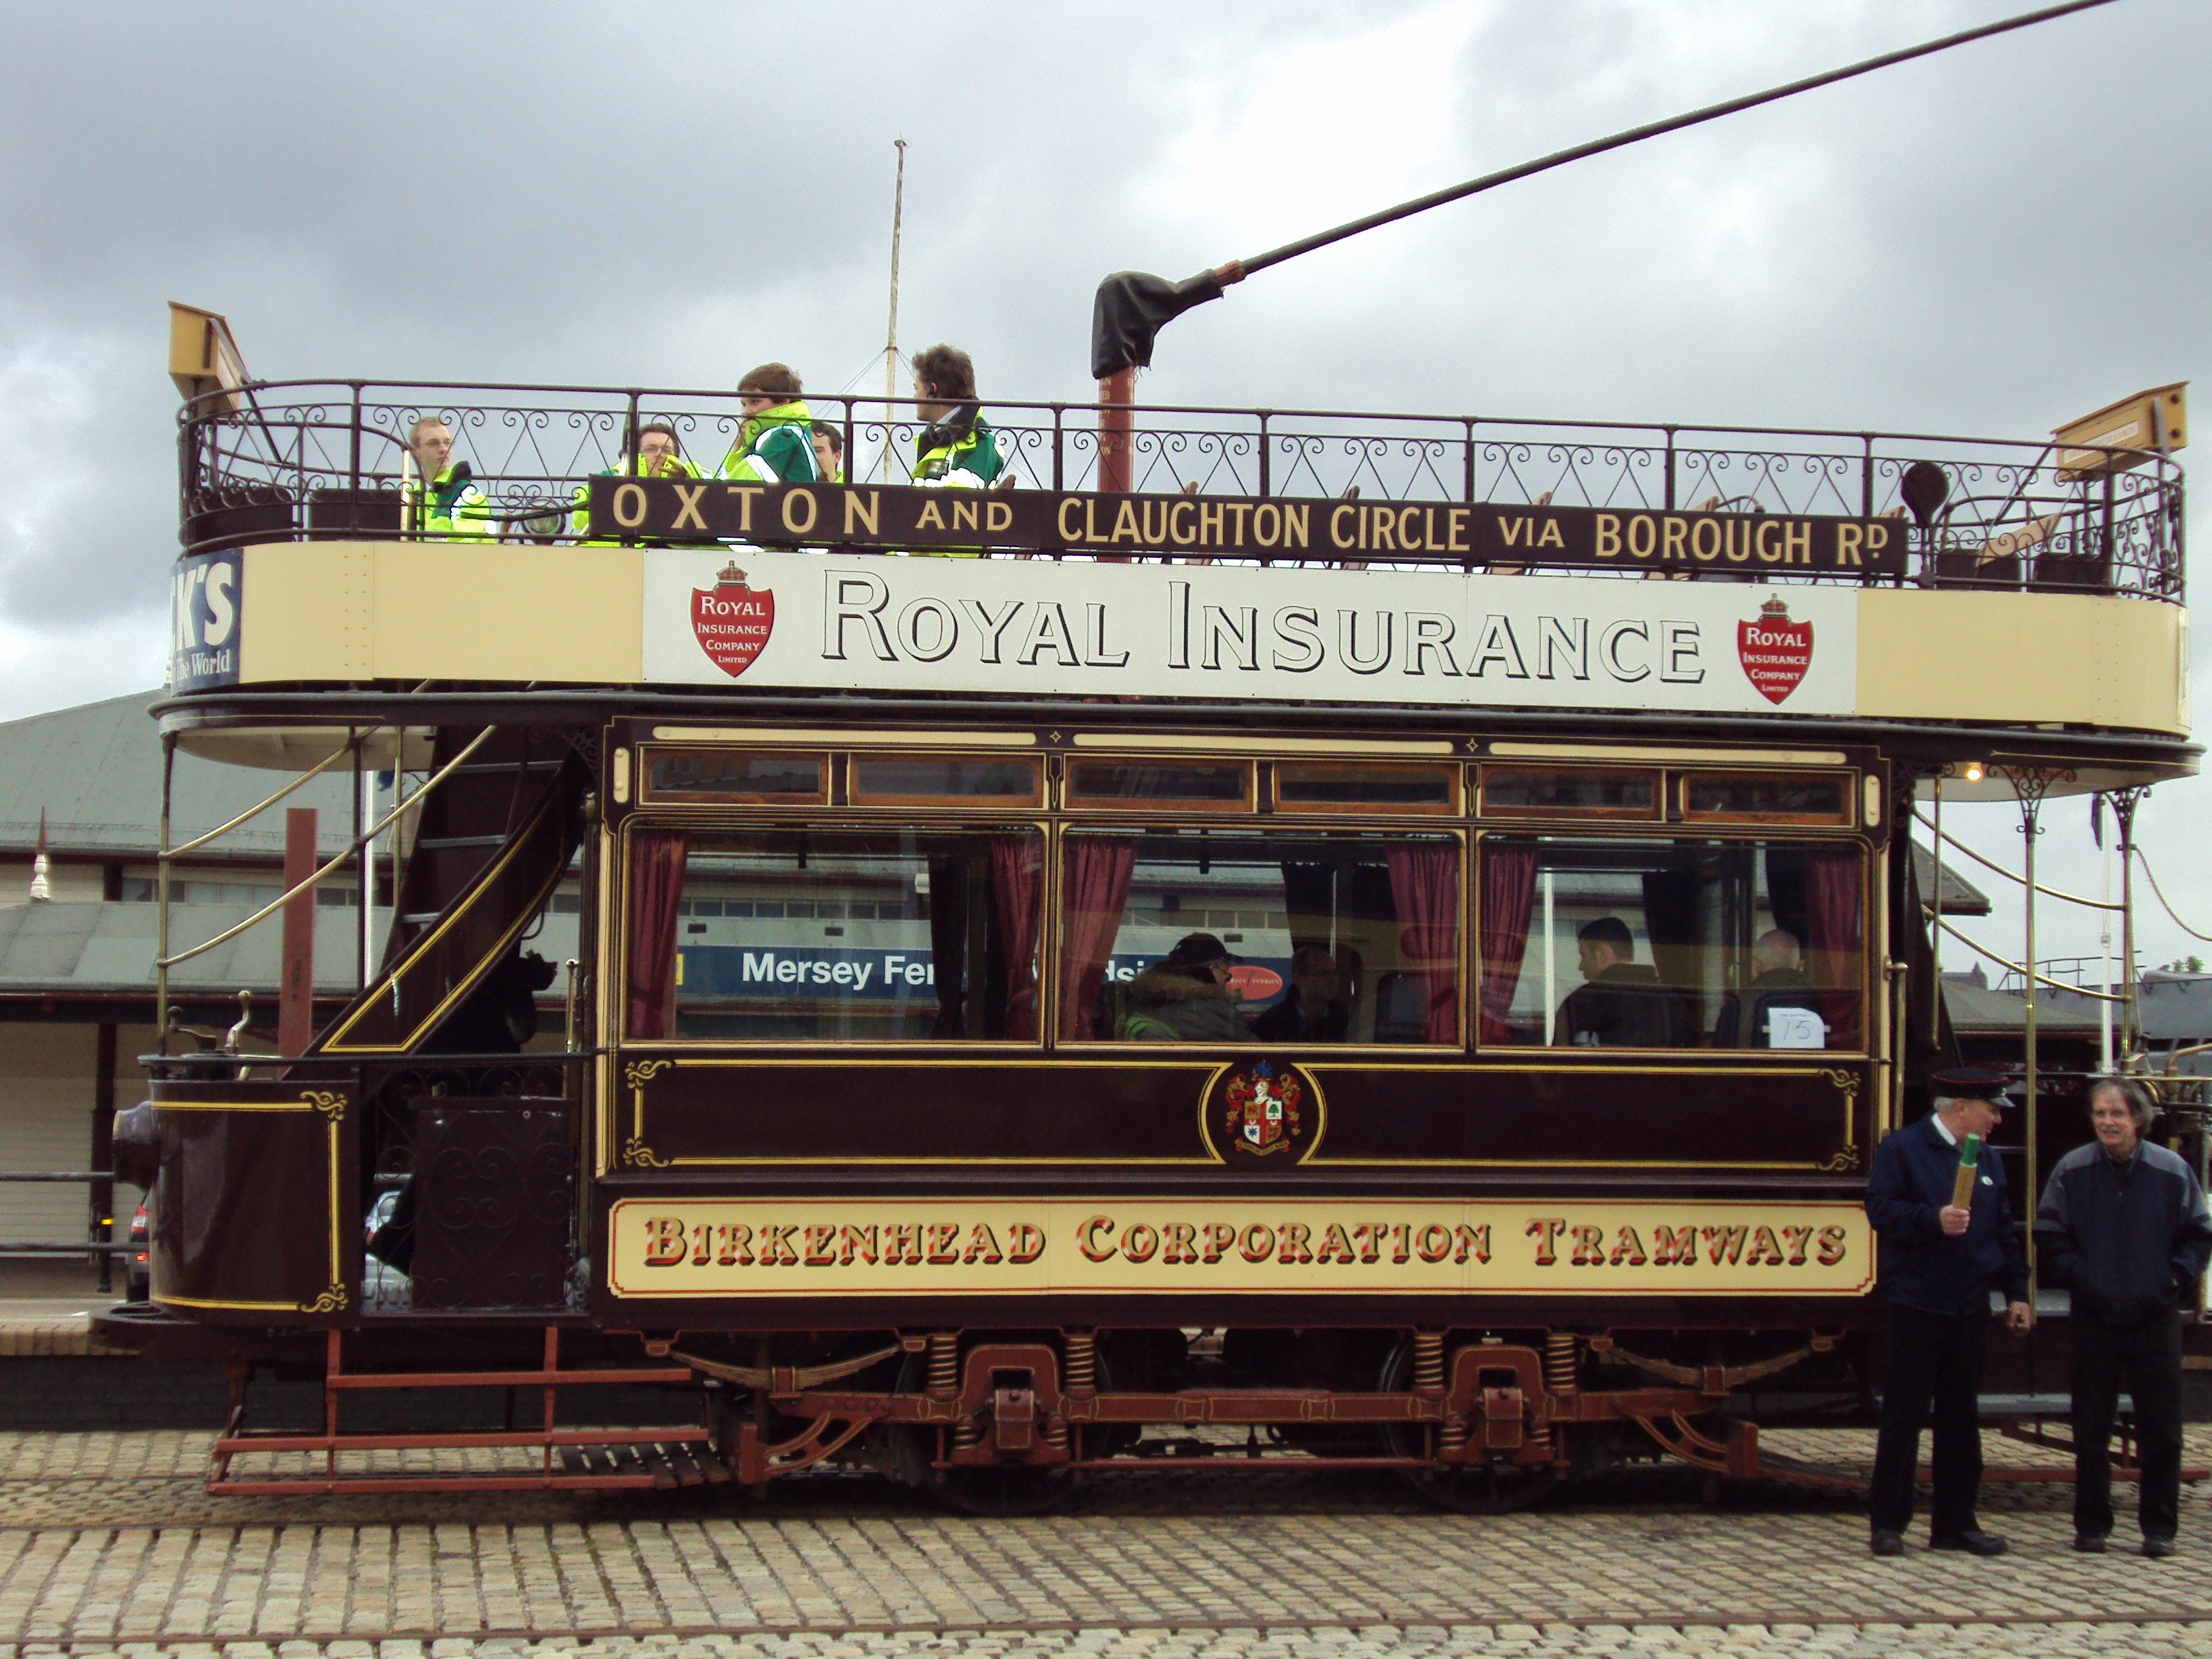 OXTON AND CLAUGHTON CIRCLE VIA BOROUGH RD
K'S
The World
ROYAL
INSURANCE
COMPANY
LIMITED
ROYAL INSURANCE
ROYAL
INSURANCE
COMPANY
LIMITED
Mersey Fer
15
BIRKENHEAD CORPORATION TRAMWAYS